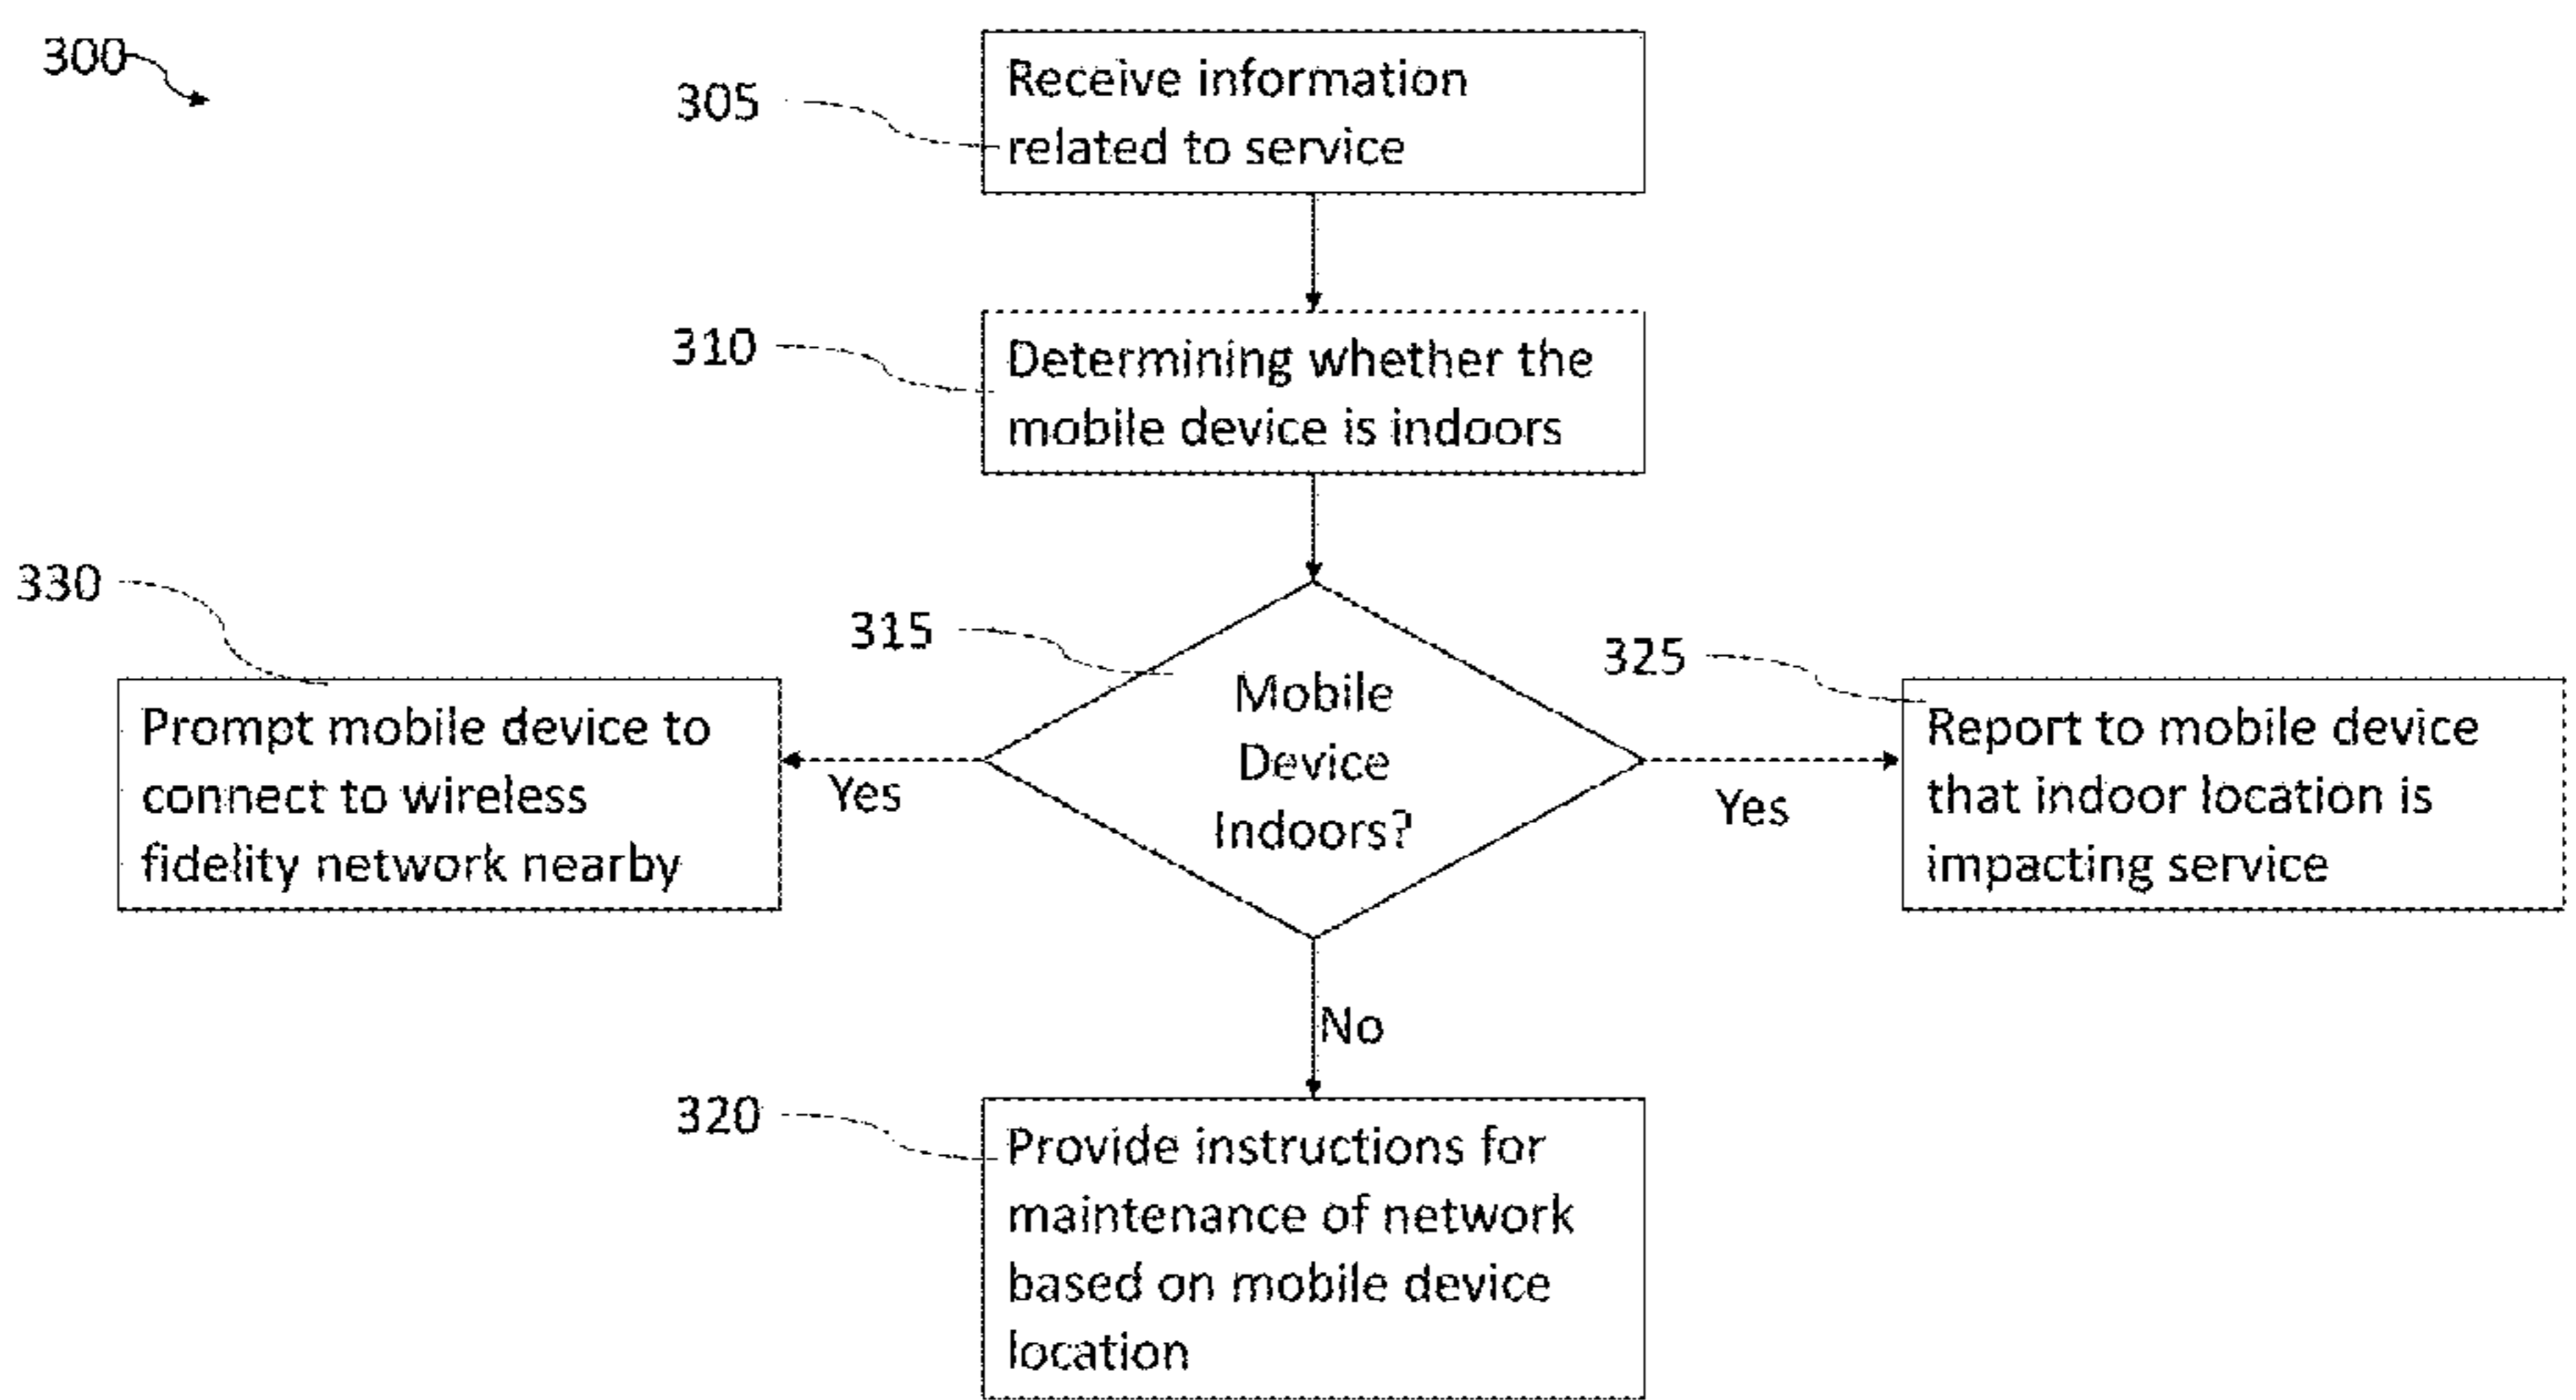 300
305
Receive information
related to service
310
Determining whether the
mobile device is indoors
330
Prompt mobile device to
connect to wireless
fidelity network nearby
Yes
315
Mobile
Device
Indoors?
Yes
325
Report to mobile device
that indoor location is
impacting service
No
320
Provide instructions for
maintenance of network
based on mobile device
location